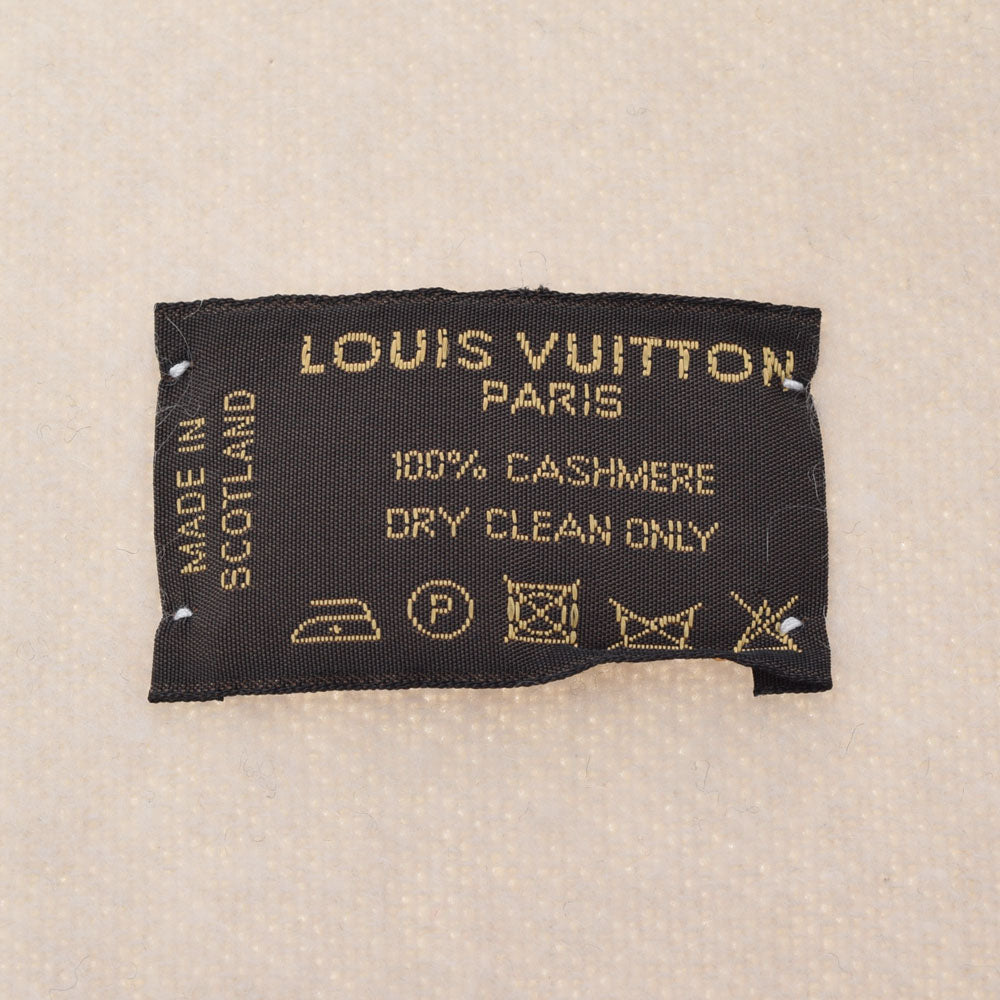 LOUIS VUITTON
PARIS
100% CASHMERE
DRY CLEAN ONLY
P
MADE IN
SCOTLAND